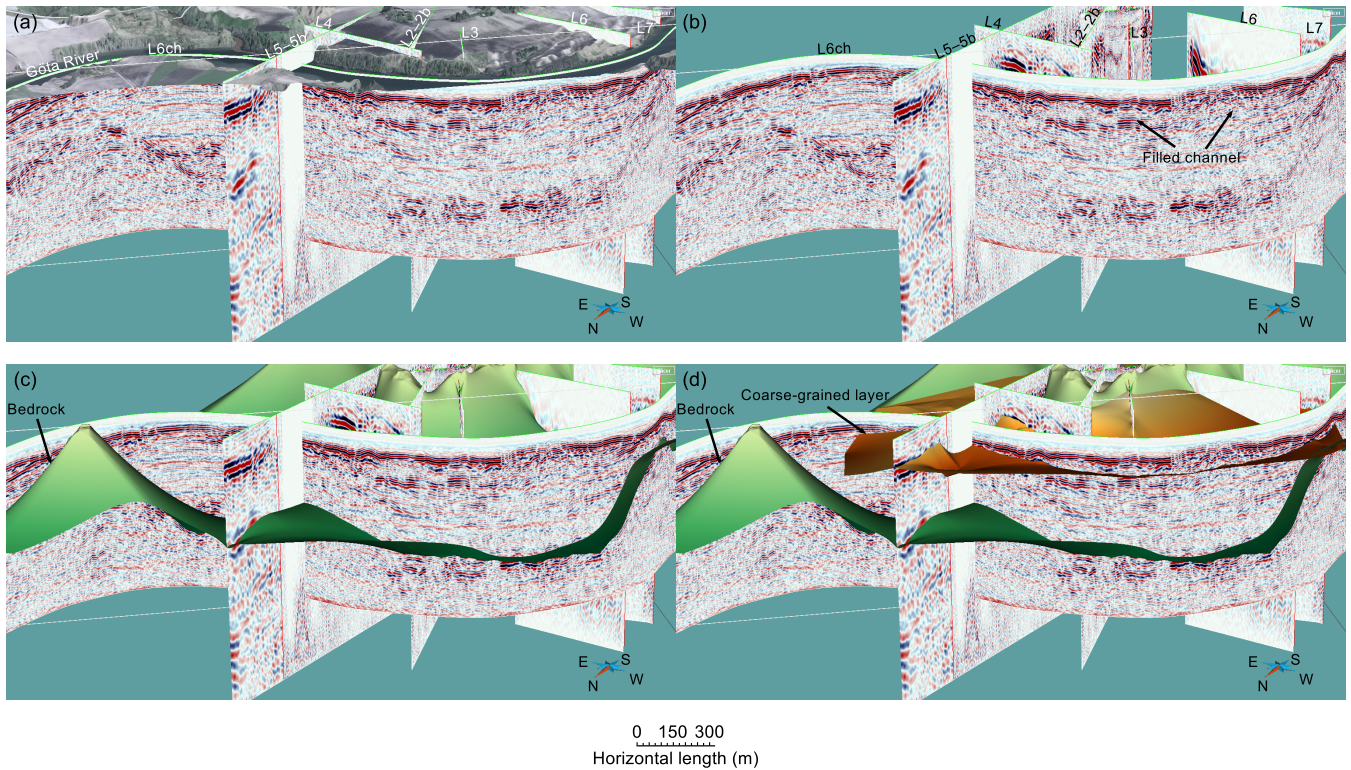 (a)
L4
L2–2b
L6
L7
L3
L6ch
L5–5b
Göta River
E
S
N
W
(b)
L4
L2–2b
L6
L7
L3
L6ch
L5–5b
Filled channel
E
S
N
W
(c)
Bedrock
E
S
N
W
(d)
Coarse-grained layer
Bedrock
E
S
N
W
0 150 300
Horizontal length (m)